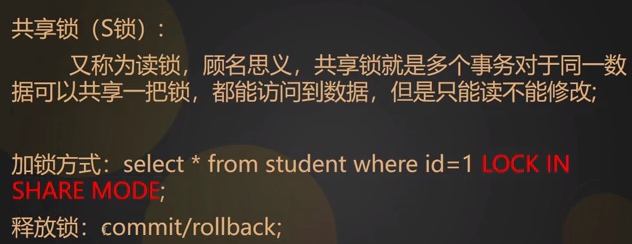 共享锁（S锁）:
又称为读锁，顾名思义，共享锁就是多个事务对于同一数
据可以共享一把锁，都能访问到数据，但是只能读不能修改;
加锁方式：select * from student where id=1 LOCK IN
SHARE MODE;
释放锁：commit/rollback;